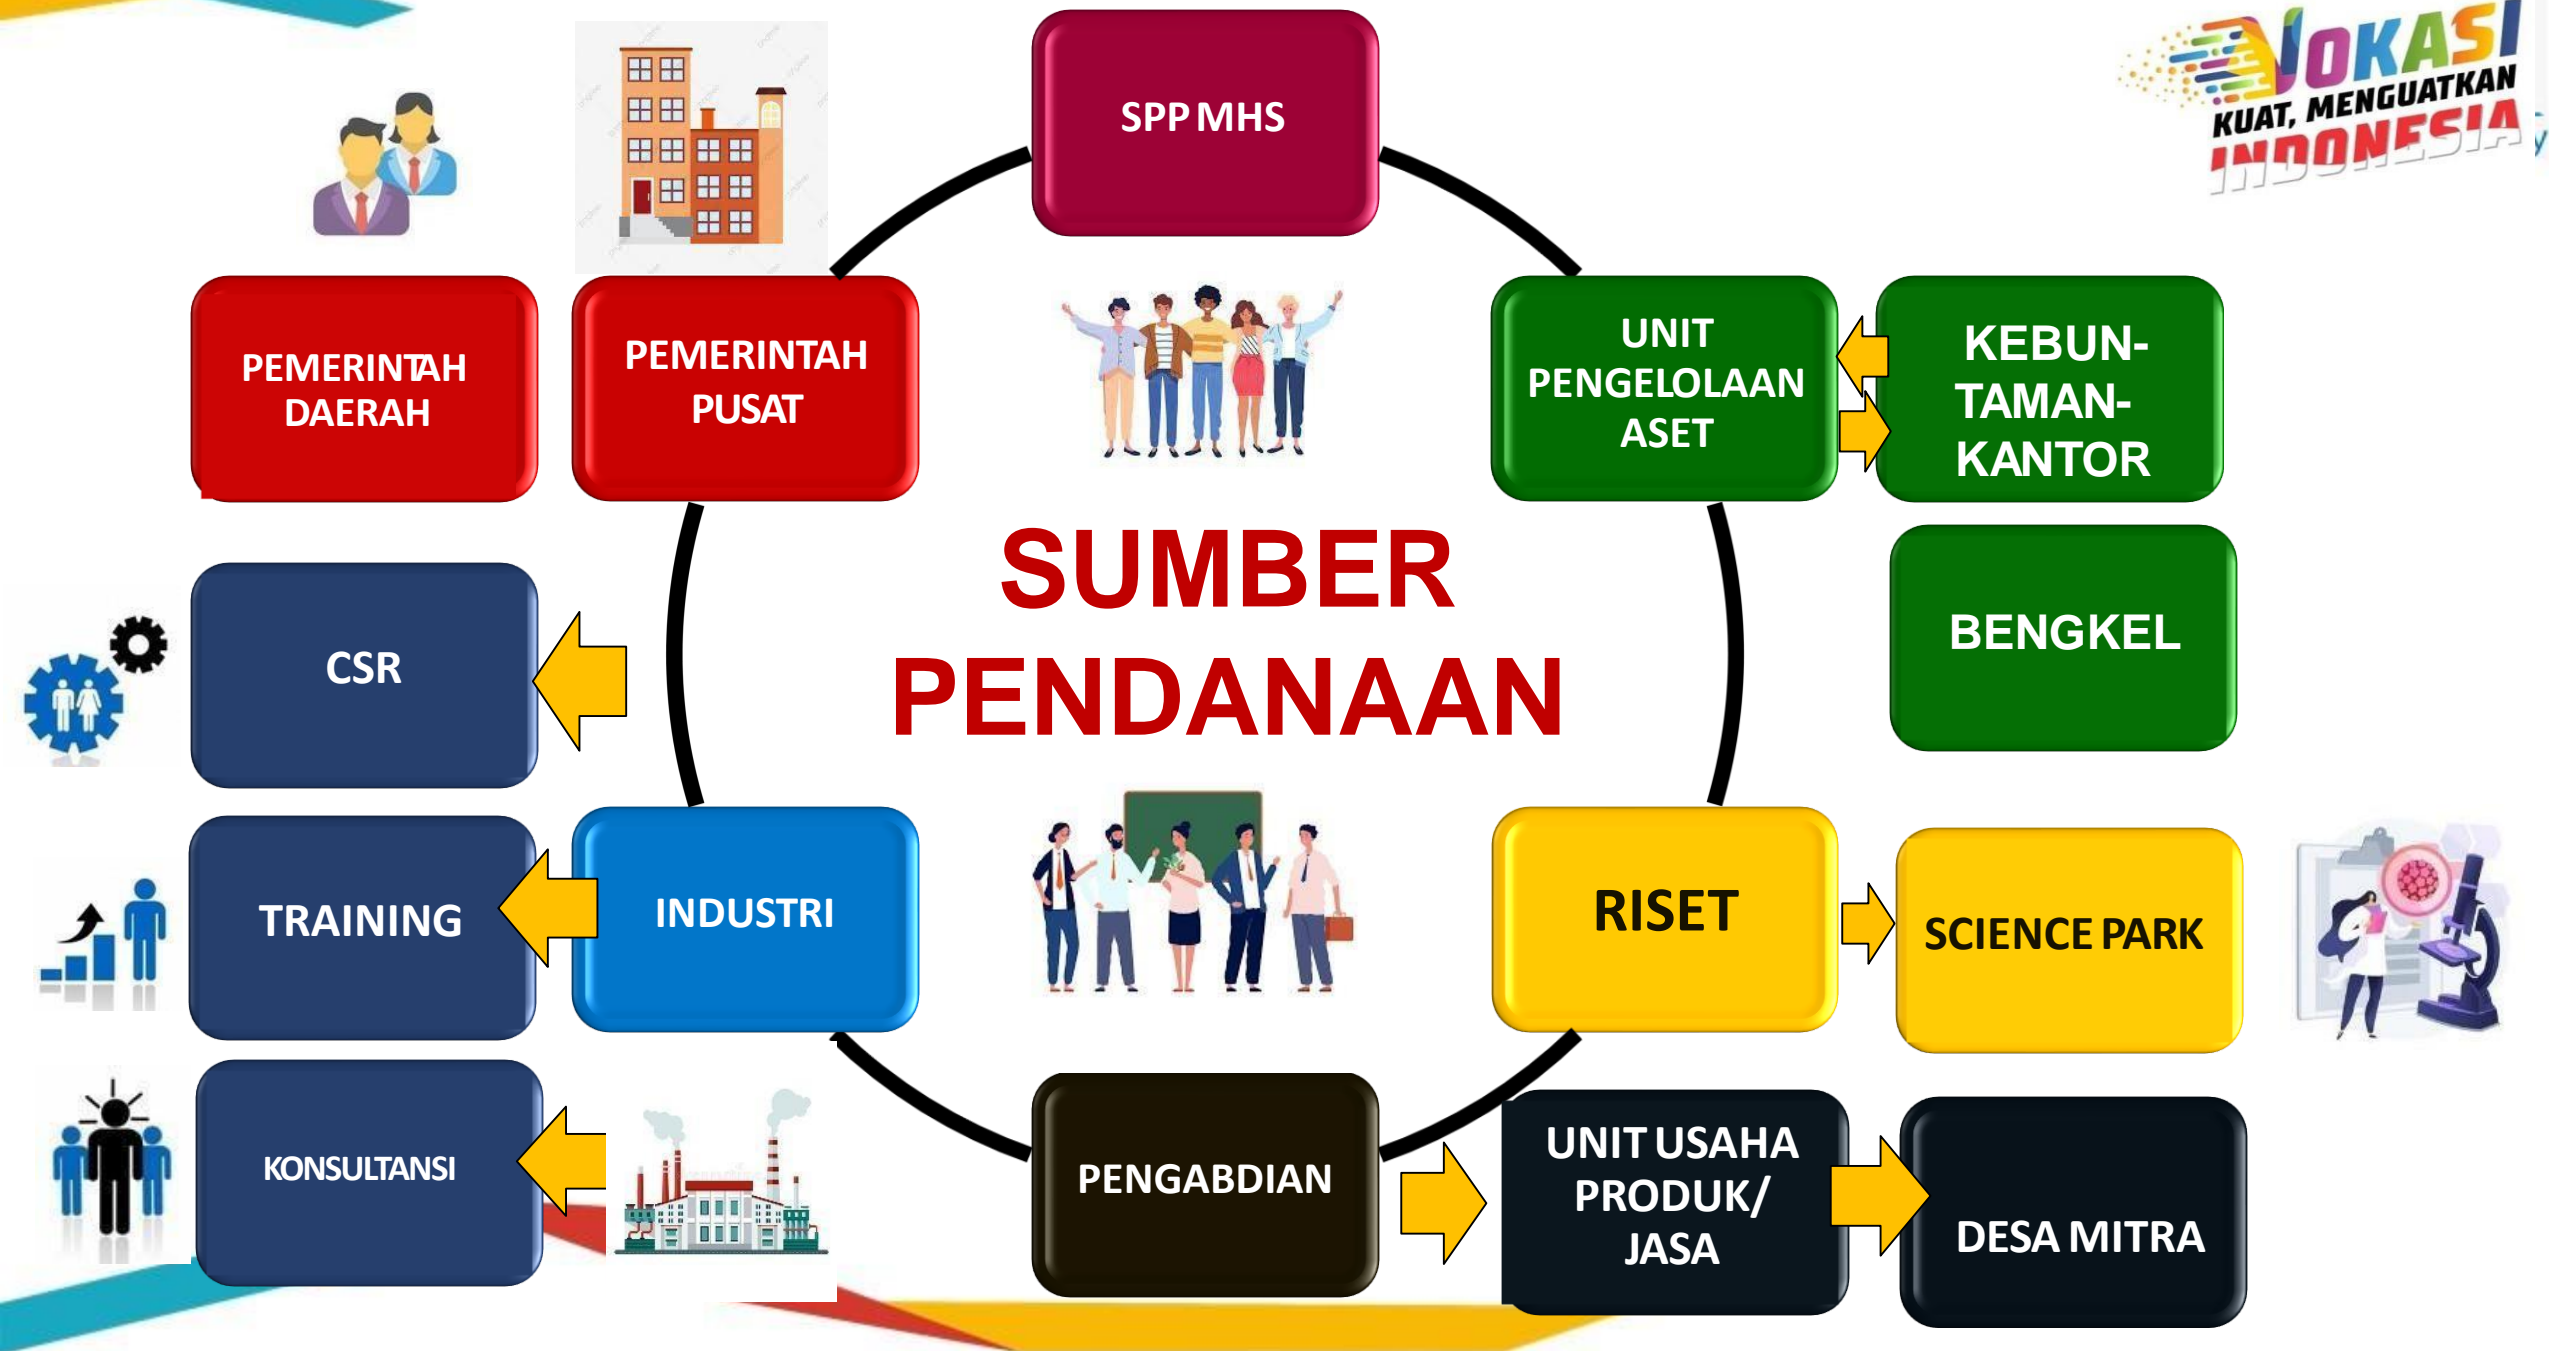 VOKASI
KUAT, MENGUATKAN
INDONESIA
SPP MHS
PEMERINTAH
DAERAH
PEMERINTAH
PUSAT
UNIT
PENGELOLAAN
ASET
KEBUN-
TAMAN-
KANTOR
SUMBER
PENDANAAN
CSR
BENGKEL
TRAINING
INDUSTRI
RISET
SCIENCE PARK
KONSULTANSI
PENGABDIAN
UNIT USAHA
PRODUK/
JASA
DESA MITRA